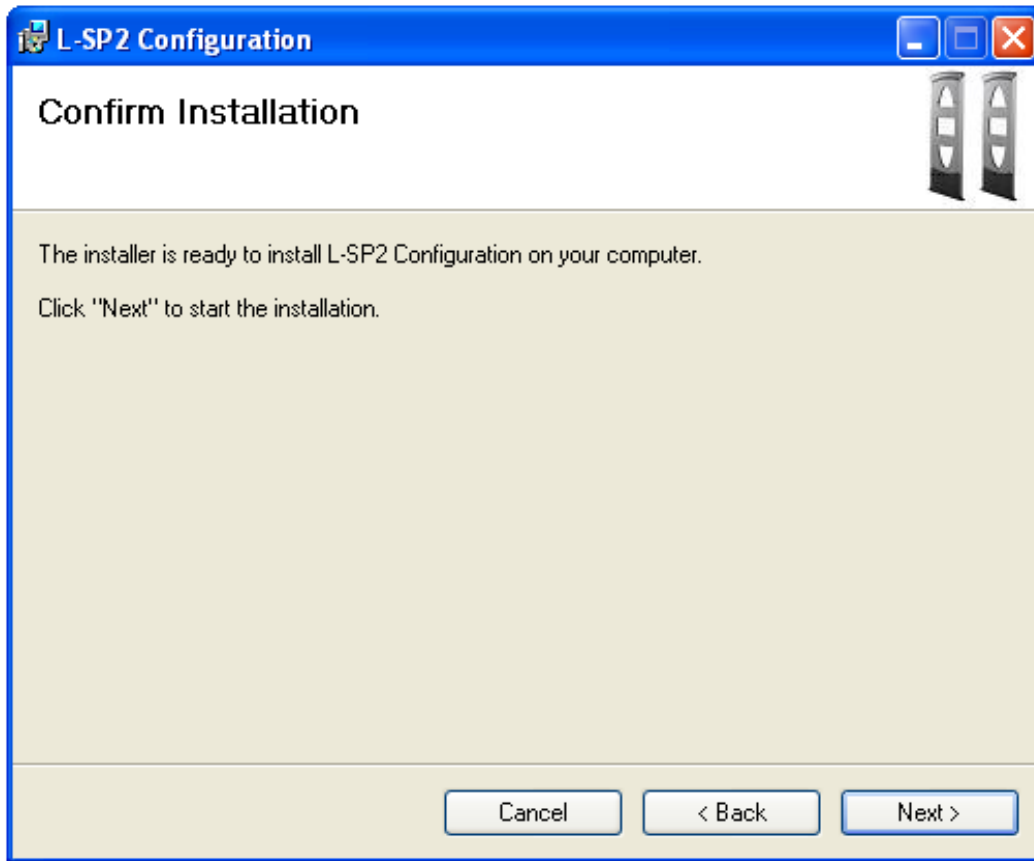 L-SP2 Configuration
Confirm Installation
The installer is ready to install L-SP2 Configuration on your computer.
Click "Next" to start the installation.
Cancel
< Back
Next >